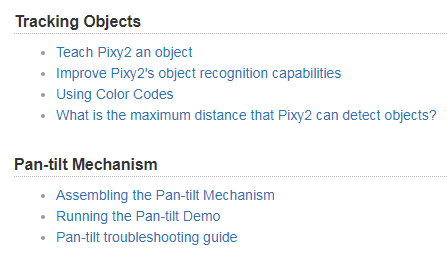 Tracking Objects
Teach Pixy2 an object
Improve Pixy2's object recognition capabilities
Using Color Codes
What is the maximum distance that Pixy2 can detect objects?
Pan-tilt Mechanism
Assembling the Pan-tilt Mechanism
Running the Pan-tilt Demo
Pan-tilt troubleshooting guide